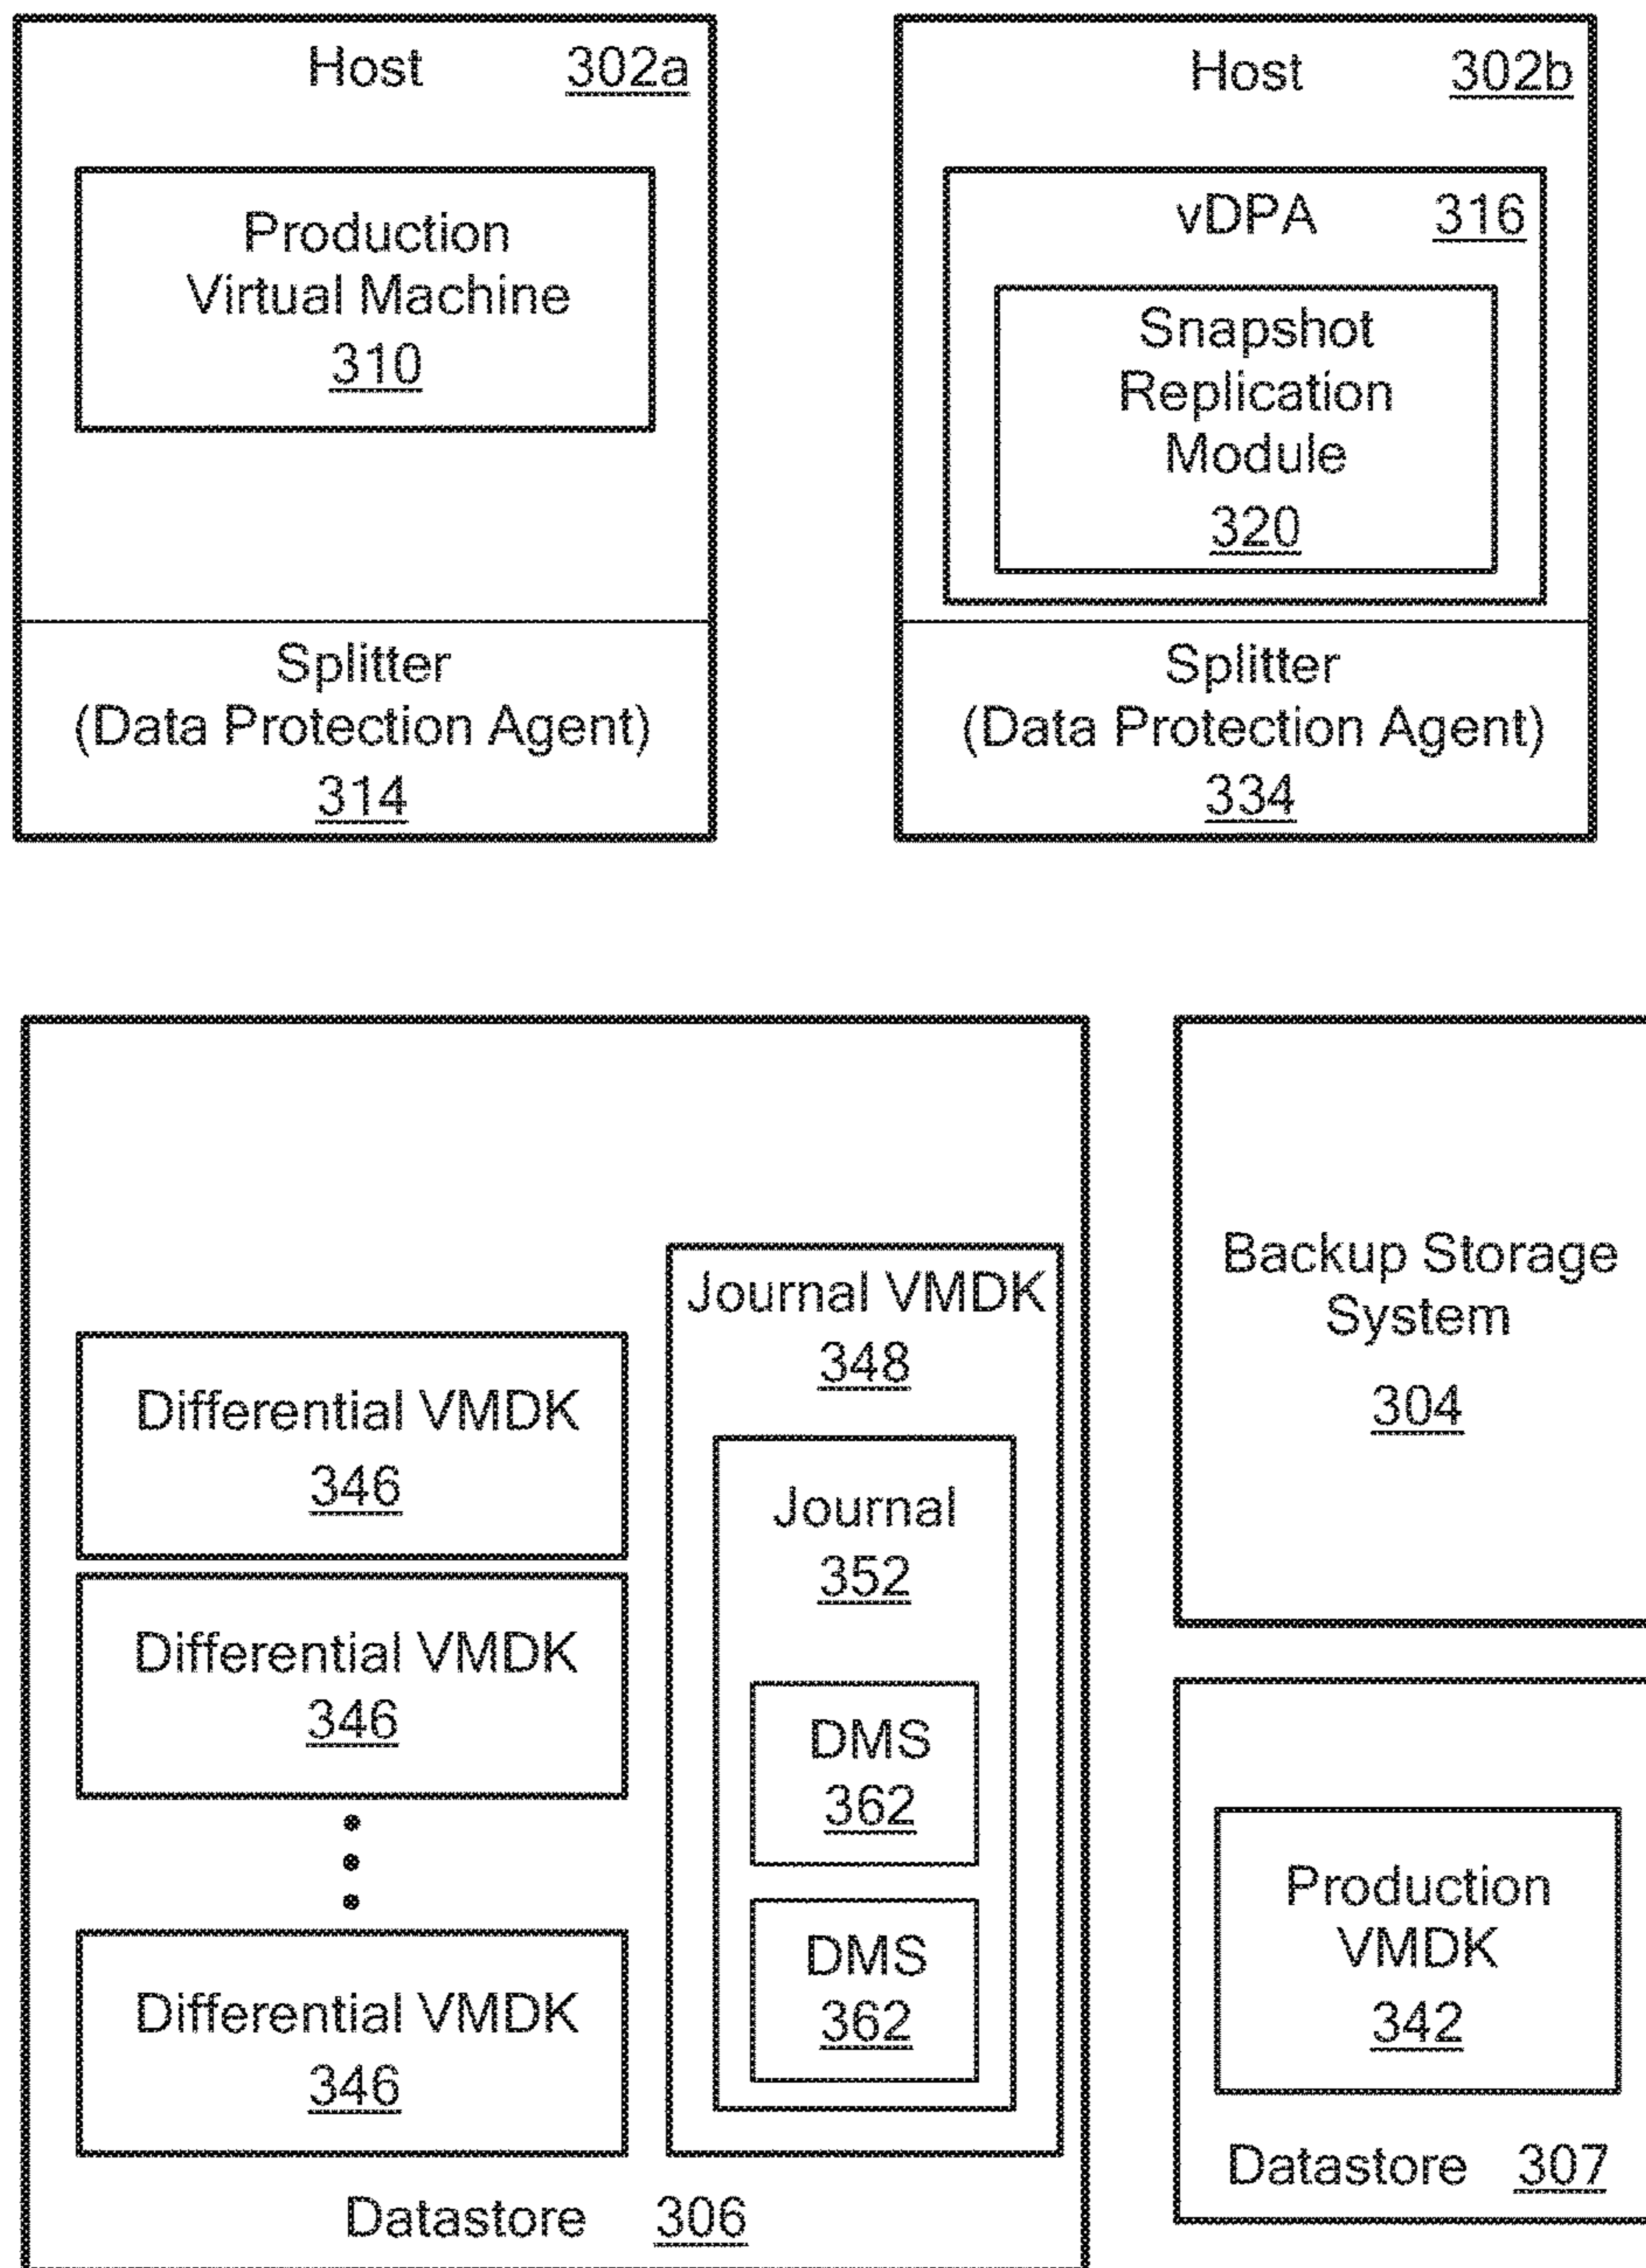 Host 302a
Production
Virtual Machine
310
Splitter
(Data Protection Agent)
314
Host 302b
vDPA 316
Snapshot
Replication
Module
320
Splitter
(Data Protection Agent)
334
Differential VMDK
346
Differential VMDK
346
Differential VMDK
346
Journal VMDK
348
Journal
352
DMS
362
DMS
362
Datastore 306
Backup Storage
System
304
Production
VMDK
342
Datastore 307